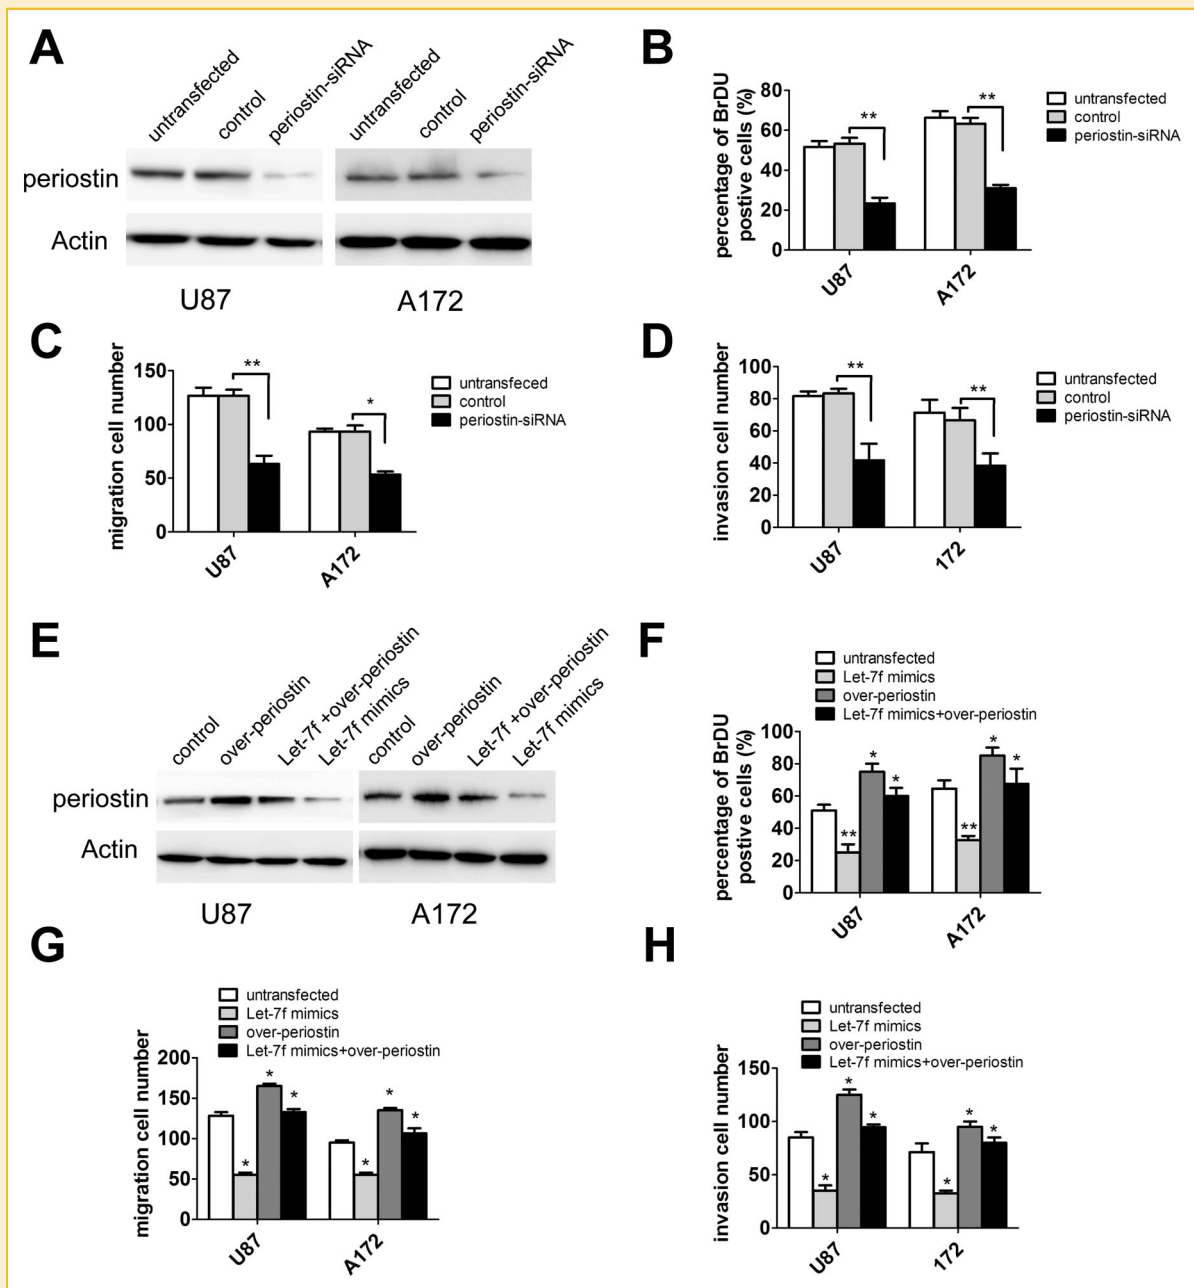 A
untransfected
control
periostin-siRNA
untransfected
control
periostin-siRNA
periostin
Actin
U87
A172
B
percentage of BrDU
postive cells (%)
80
60
40
20
0
**
**
U87
A172
untransfected
control
periostin-siRNA
C
migration cell number
150
100
50
0
**
*
U87
A172
untransfeced
control
periostin-siRNA
D
invasion cell number
100
80
60
40
20
0
**
**
U87
172
untransfected
control
periostin-siRNA
E
control
over-periostin
Let-7f +over-periostin
Let-7f mimics
control
over-periostin
Let-7f +over-periostin
Let-7f mimics
periostin
Actin
U87
A172
F
untransfected
Let-7f mimics
over-periostin
Let-7f mimics+over-periostin
percentage of BrDU
postive cells (%)
100
80
60
40
20
0
**
*
*
**
*
*
U87
A172
G
untransfected
Let-7f mimics
over-periostin
Let-7f mimics+over-periostin
migration cell number
200
150
100
50
0
*
*
*
*
*
*
U87
A172
H
untransfected
Let-7f mimics
over-periostin
Let-7f mimics+over-periostin
invasion cell number
150
100
50
0
*
*
*
*
*
*
U87
172